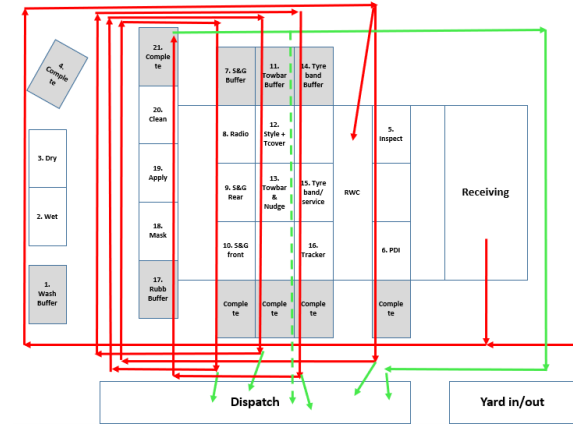 4.
Comple
te
3. Dry
2. Wet
1.
Wash
Buffer
21.
Comple
te
20.
Clean
19.
Apply
18.
Mask
17.
Rubb
Buffer
7. S&G
Buffer
8. Radio
9. S&G
Rear
10. S&G
front
Comple
te
11.
Towbar
Buffer
12.
Style +
Tcover
13.
Towbar
&
Nudge
Comple
te
14. Tyre
band
Buffer
15. Tyre
band/
service
16.
Tracker
Comple
te
RWC
5.
Inspect
6. PDI
Comple
te
Receiving
Dispatch
Yard in/out